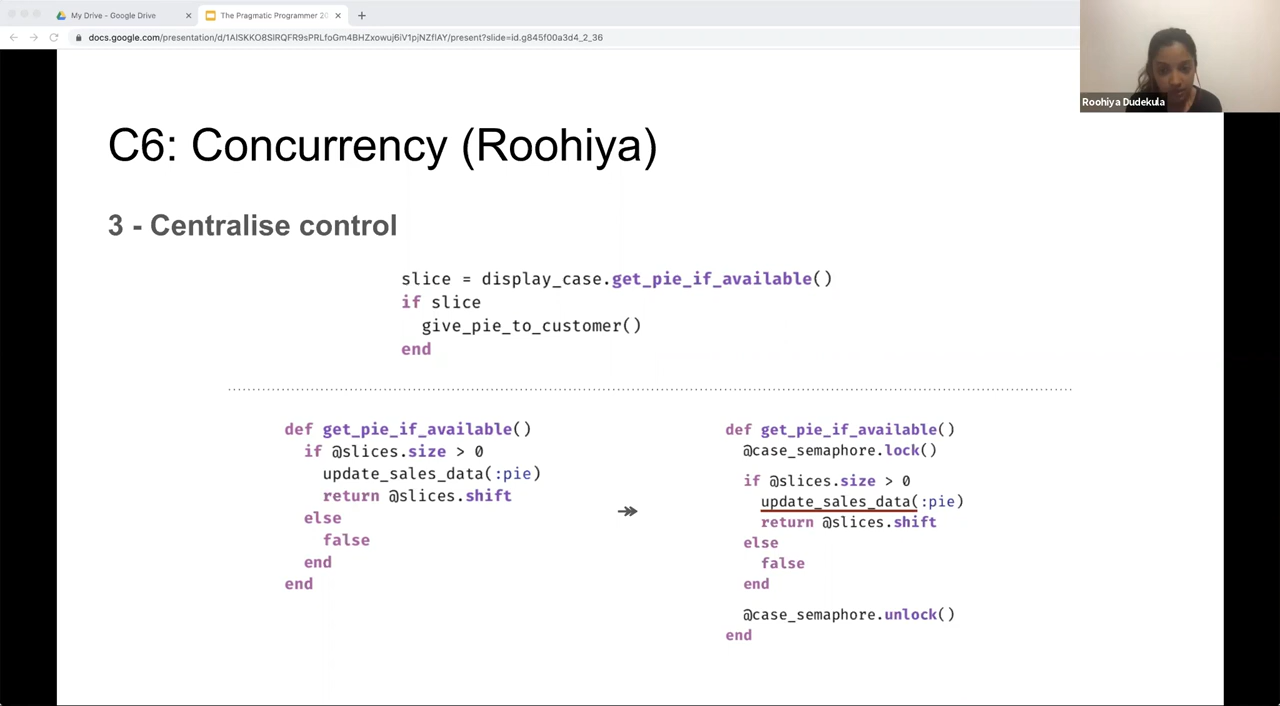 My Drive - Google Drive
The Pragmatic Programmer 20
docs.google.com/presentation/d/1AlSKKO8SlRQFR9sPRLfoGm4BHZxowuj6iV1pjNZflAY/present?slide=id.g845f00a3d4_2_36
Roohiya Dudekula
C6: Concurrency (Roohiya)
3 - Centralise control
slice = display_case.get_pie_if_available()
if slice
give_pie_to_customer()
end
def get_pie_if_available()
if @slices.size > 0
update_sales_data(:pie)
return @slices.shift
else
false
end
end
def get_pie_if_available()
@case_semaphore.lock()
if @slices.size > 0
update_sales_data(:pie)
return @slices.shift
else
false
end
@case_semaphore.unlock()
end